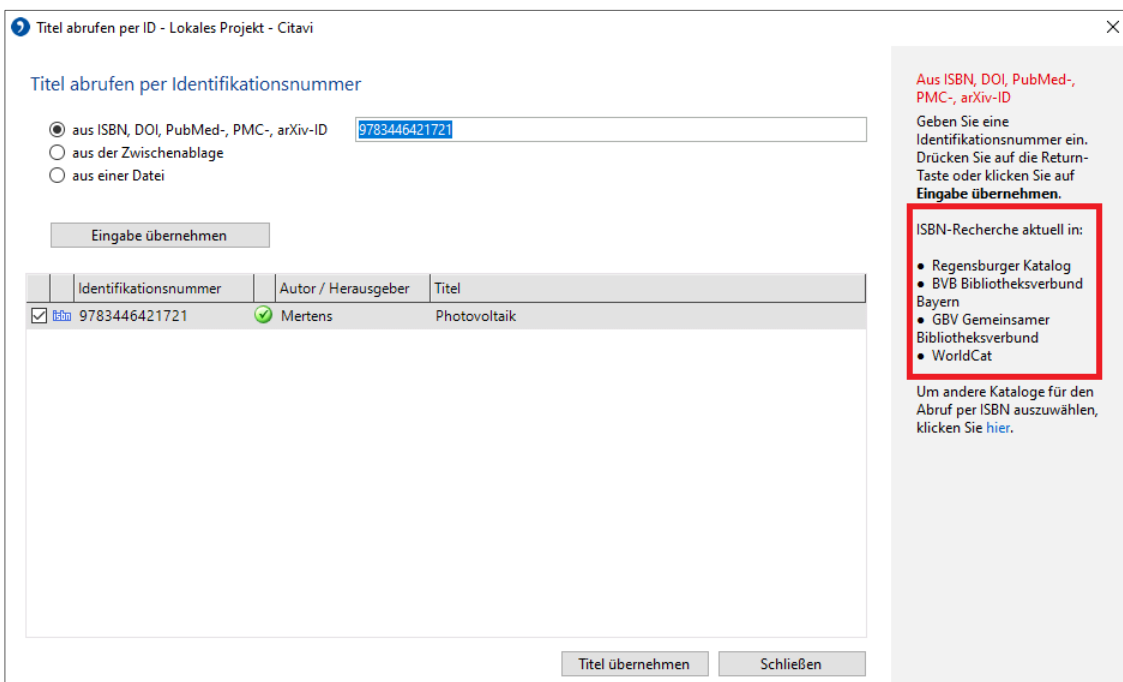 Titel abrufen per ID - Lokales Projekt - Citavi
Titel abrufen per Identifikationsnummer
aus ISBN, DOI, PubMed-, PMC-, arXiv-ID 9783446421721
aus der Zwischenablage
aus einer Datei
Eingabe übernehmen
Identifikationsnummer Autor / Herausgeber Titel
9783446421721 Mertens Photovoltaik
Titel übernehmen Schließen
Aus ISBN, DOI, PubMed-,
PMC-, arXiv-ID
Geben Sie eine
Identifikationsnummer ein.
Drücken Sie auf die Return-
Taste oder klicken Sie auf
Eingabe übernehmen.
ISBN-Recherche aktuell in:
● Regensburger Katalog
● BVB Bibliotheksverbund
Bayern
● GBV Gemeinsamer
Bibliotheksverbund
● WorldCat
Um andere Kataloge für den
Abruf per ISBN auszuwählen,
klicken Sie hier.